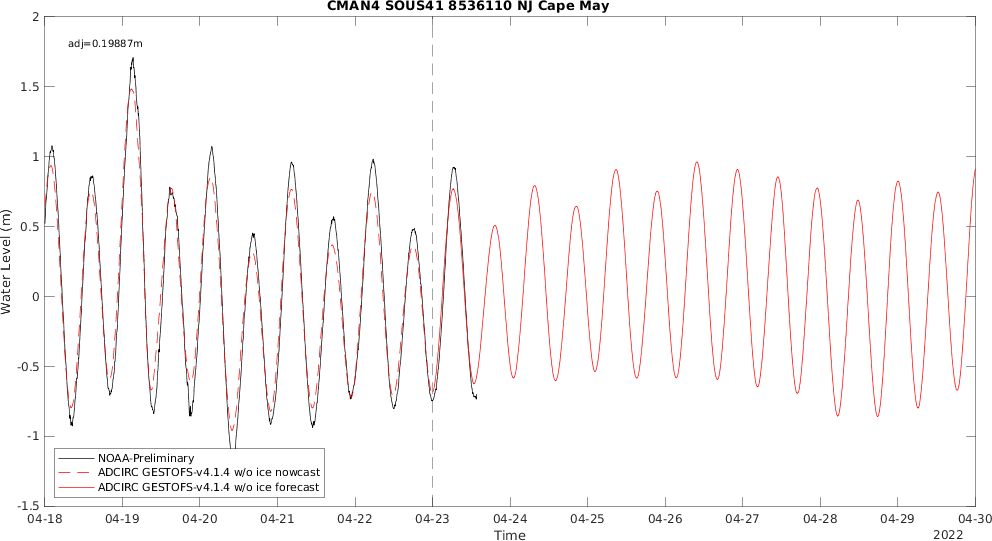 CMAN4 SOUS41 8536110 NJ Cape May
adj=0.19887m
2
1.5
1
0.5
0
-0.5
-1
-1.5
Water Level (m)
NOAA-Preliminary
ADCIRC GESTOFS-v4.1.4 w/o ice nowcast
ADCIRC GESTOFS-v4.1.4 w/o ice forecast
04-18 04-19 04-20 04-21 04-22 04-23 04-24 04-25 04-26 04-27 04-28 04-29 04-30
Time
2022